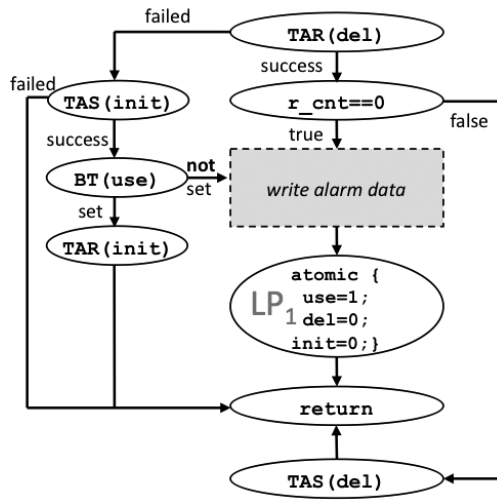 failed
TAR(del)
success
failed
TAS(init)
r_cnt==0
success
true
false
BT(use)
not
set
write alarm data
set
TAR(init)
atomic {
LP1
use=1;
del=0;
init=0;}
return
TAS(del)